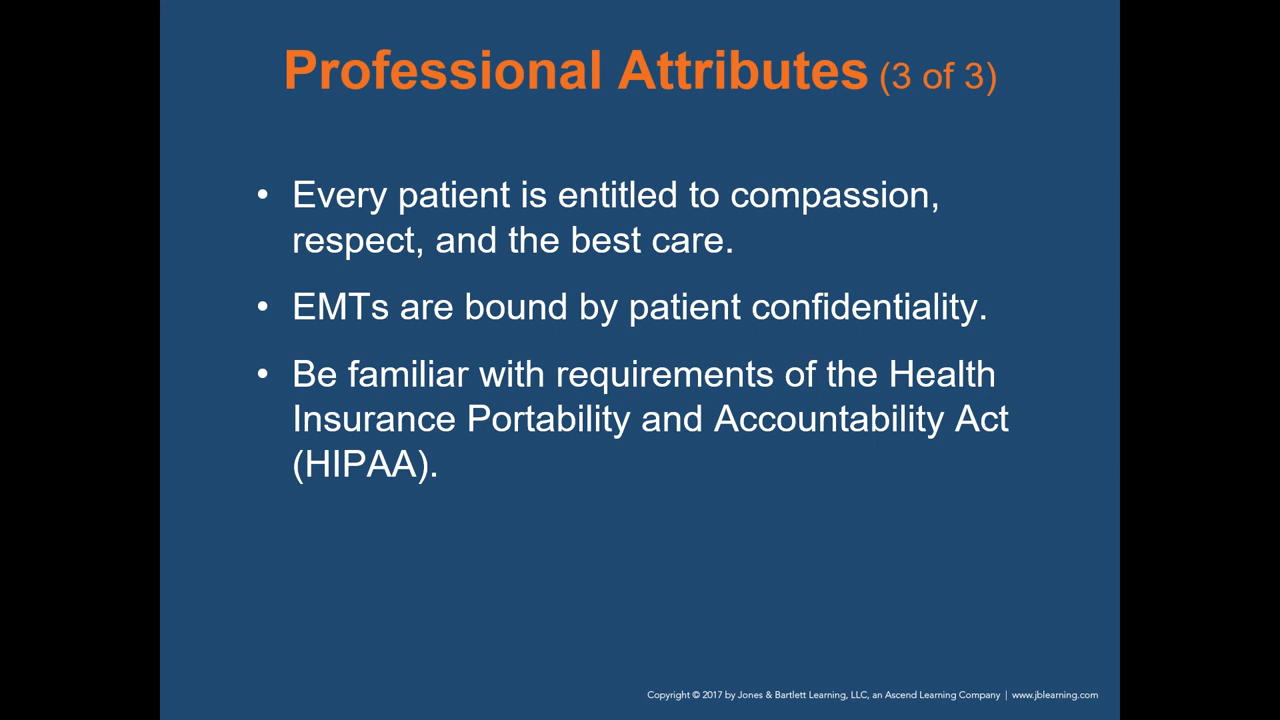 Professional Attributes (3 of 3)
• Every patient is entitled to compassion,
respect, and the best care.
• EMTs are bound by patient confidentiality.
• Be familiar with requirements of the Health
Insurance Portability and Accountability Act
(HIPAA).
Copyright © 2017 by Jones & Bartlett Learning, LLC, an Ascend Learning Company | www.jblearning.com